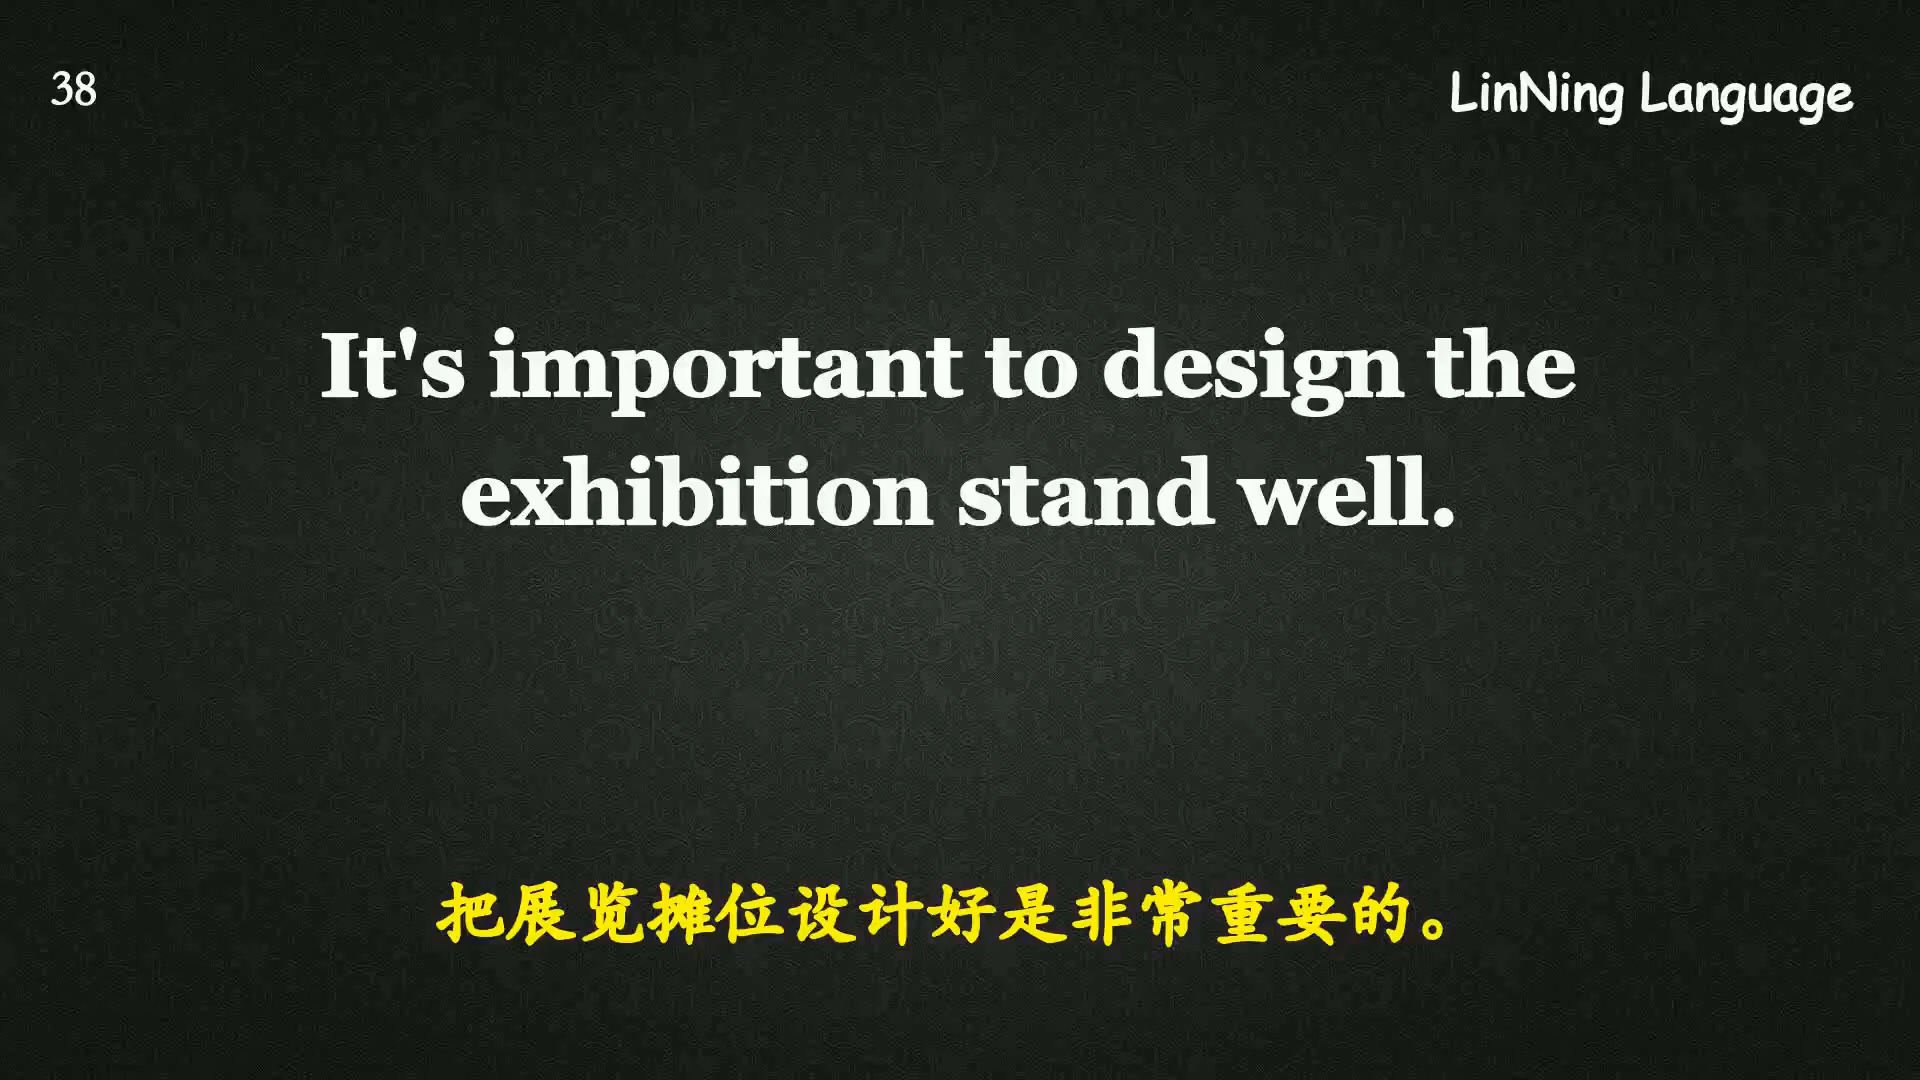 38
LinNing Language
It's important to design the
exhibition stand well.
把展览摊位设计好是非常重要的。